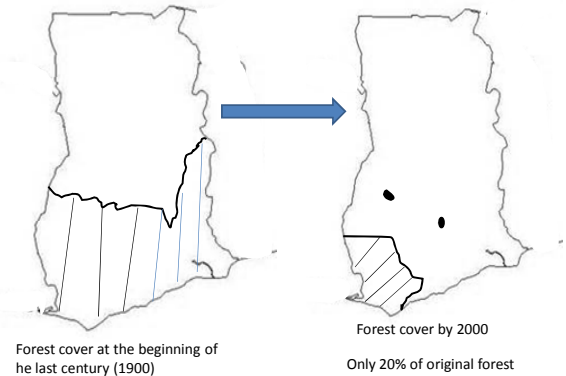 Forest cover at the beginning of
he last century (1900)
Forest cover by 2000
Only 20% of original forest